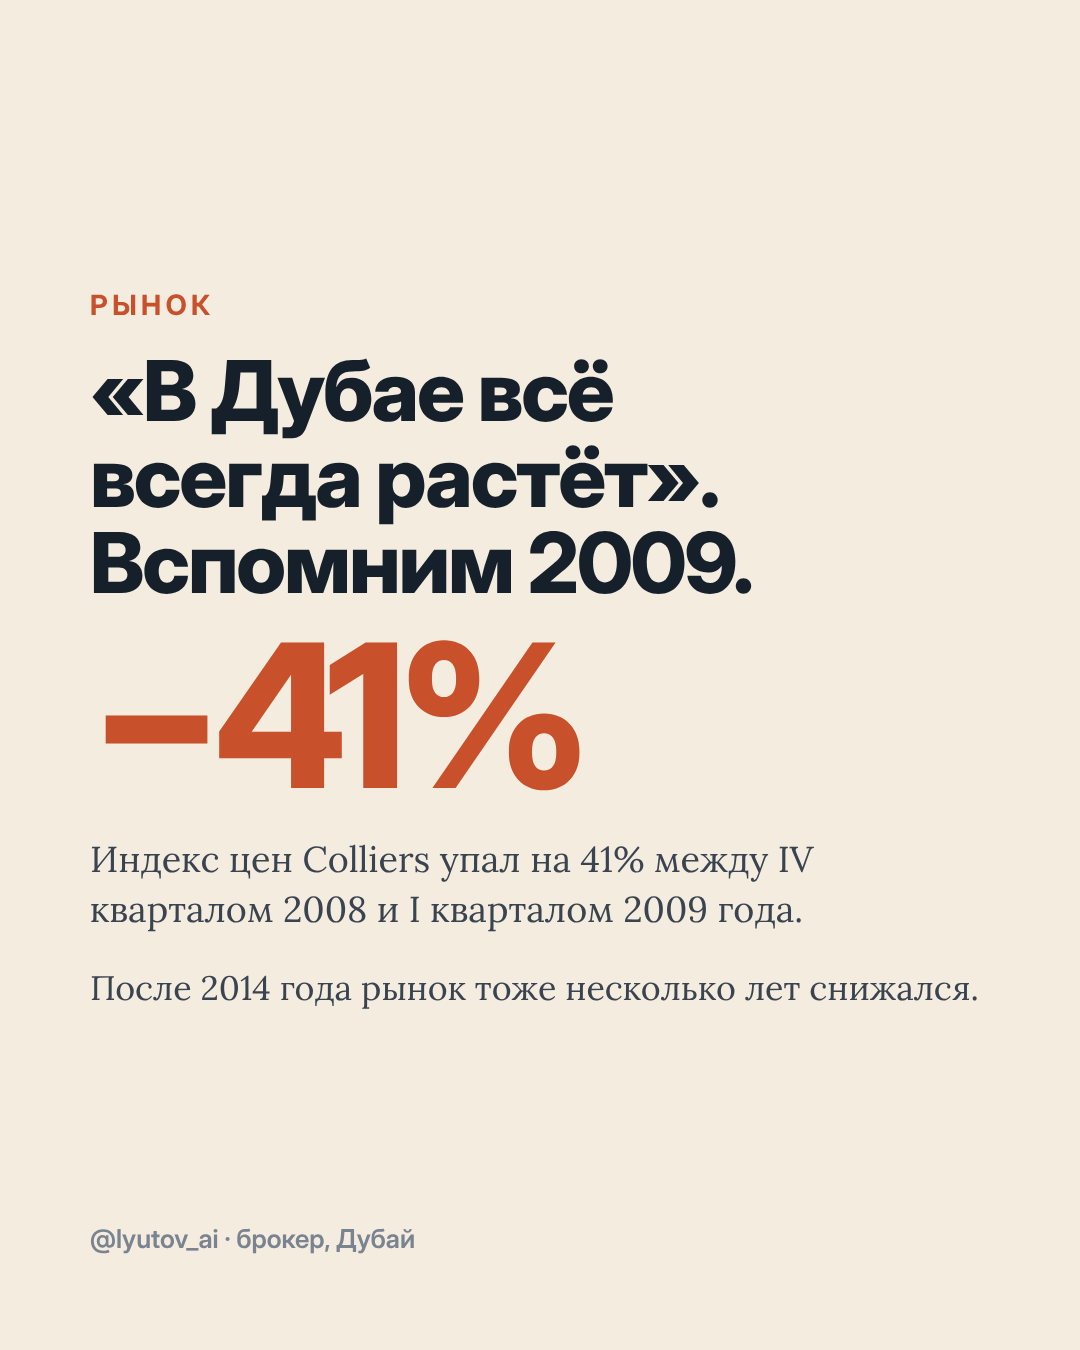 РЫНОК
«В Дубае всё
всегда растёт».
Вспомним 2009.
–41%
Индекс цен Colliers упал на 41% между IV
кварталом 2008 и I кварталом 2009 года.
После 2014 года рынок тоже несколько лет снижался.
@lyutov_ai · брокер, Дубай